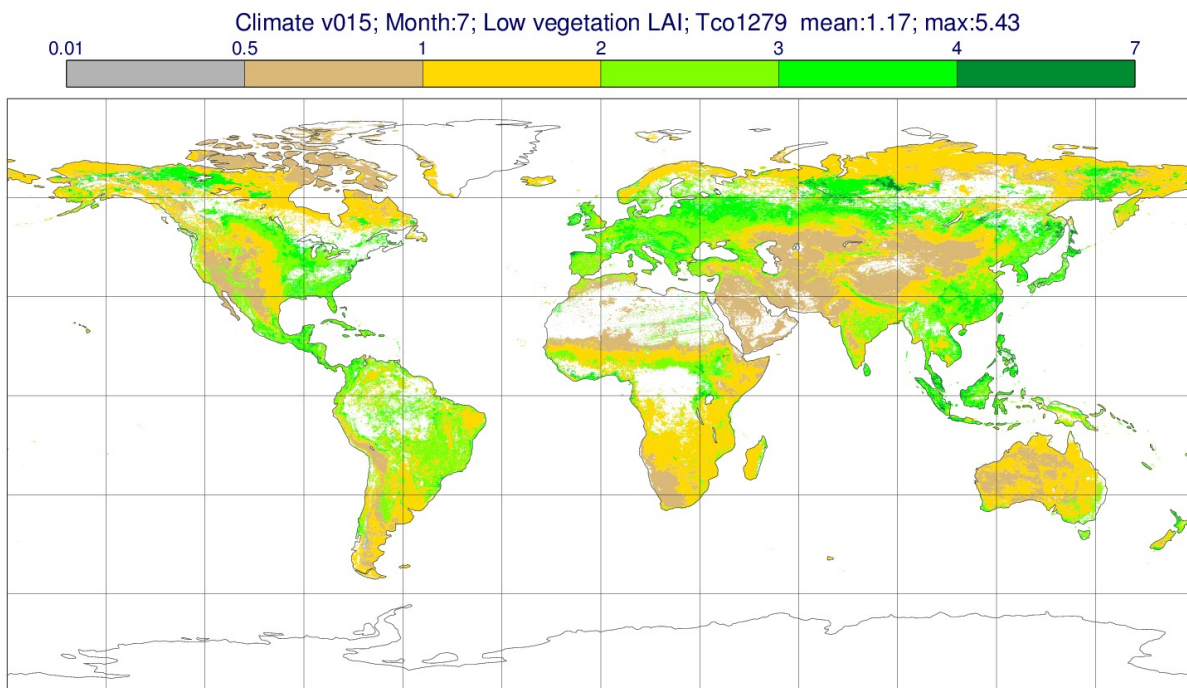 Climate v015; Month:7; Low vegetation LAI; Tco1279 mean:1.17; max:5.43
0.01 0.5 1 2 3 4 7